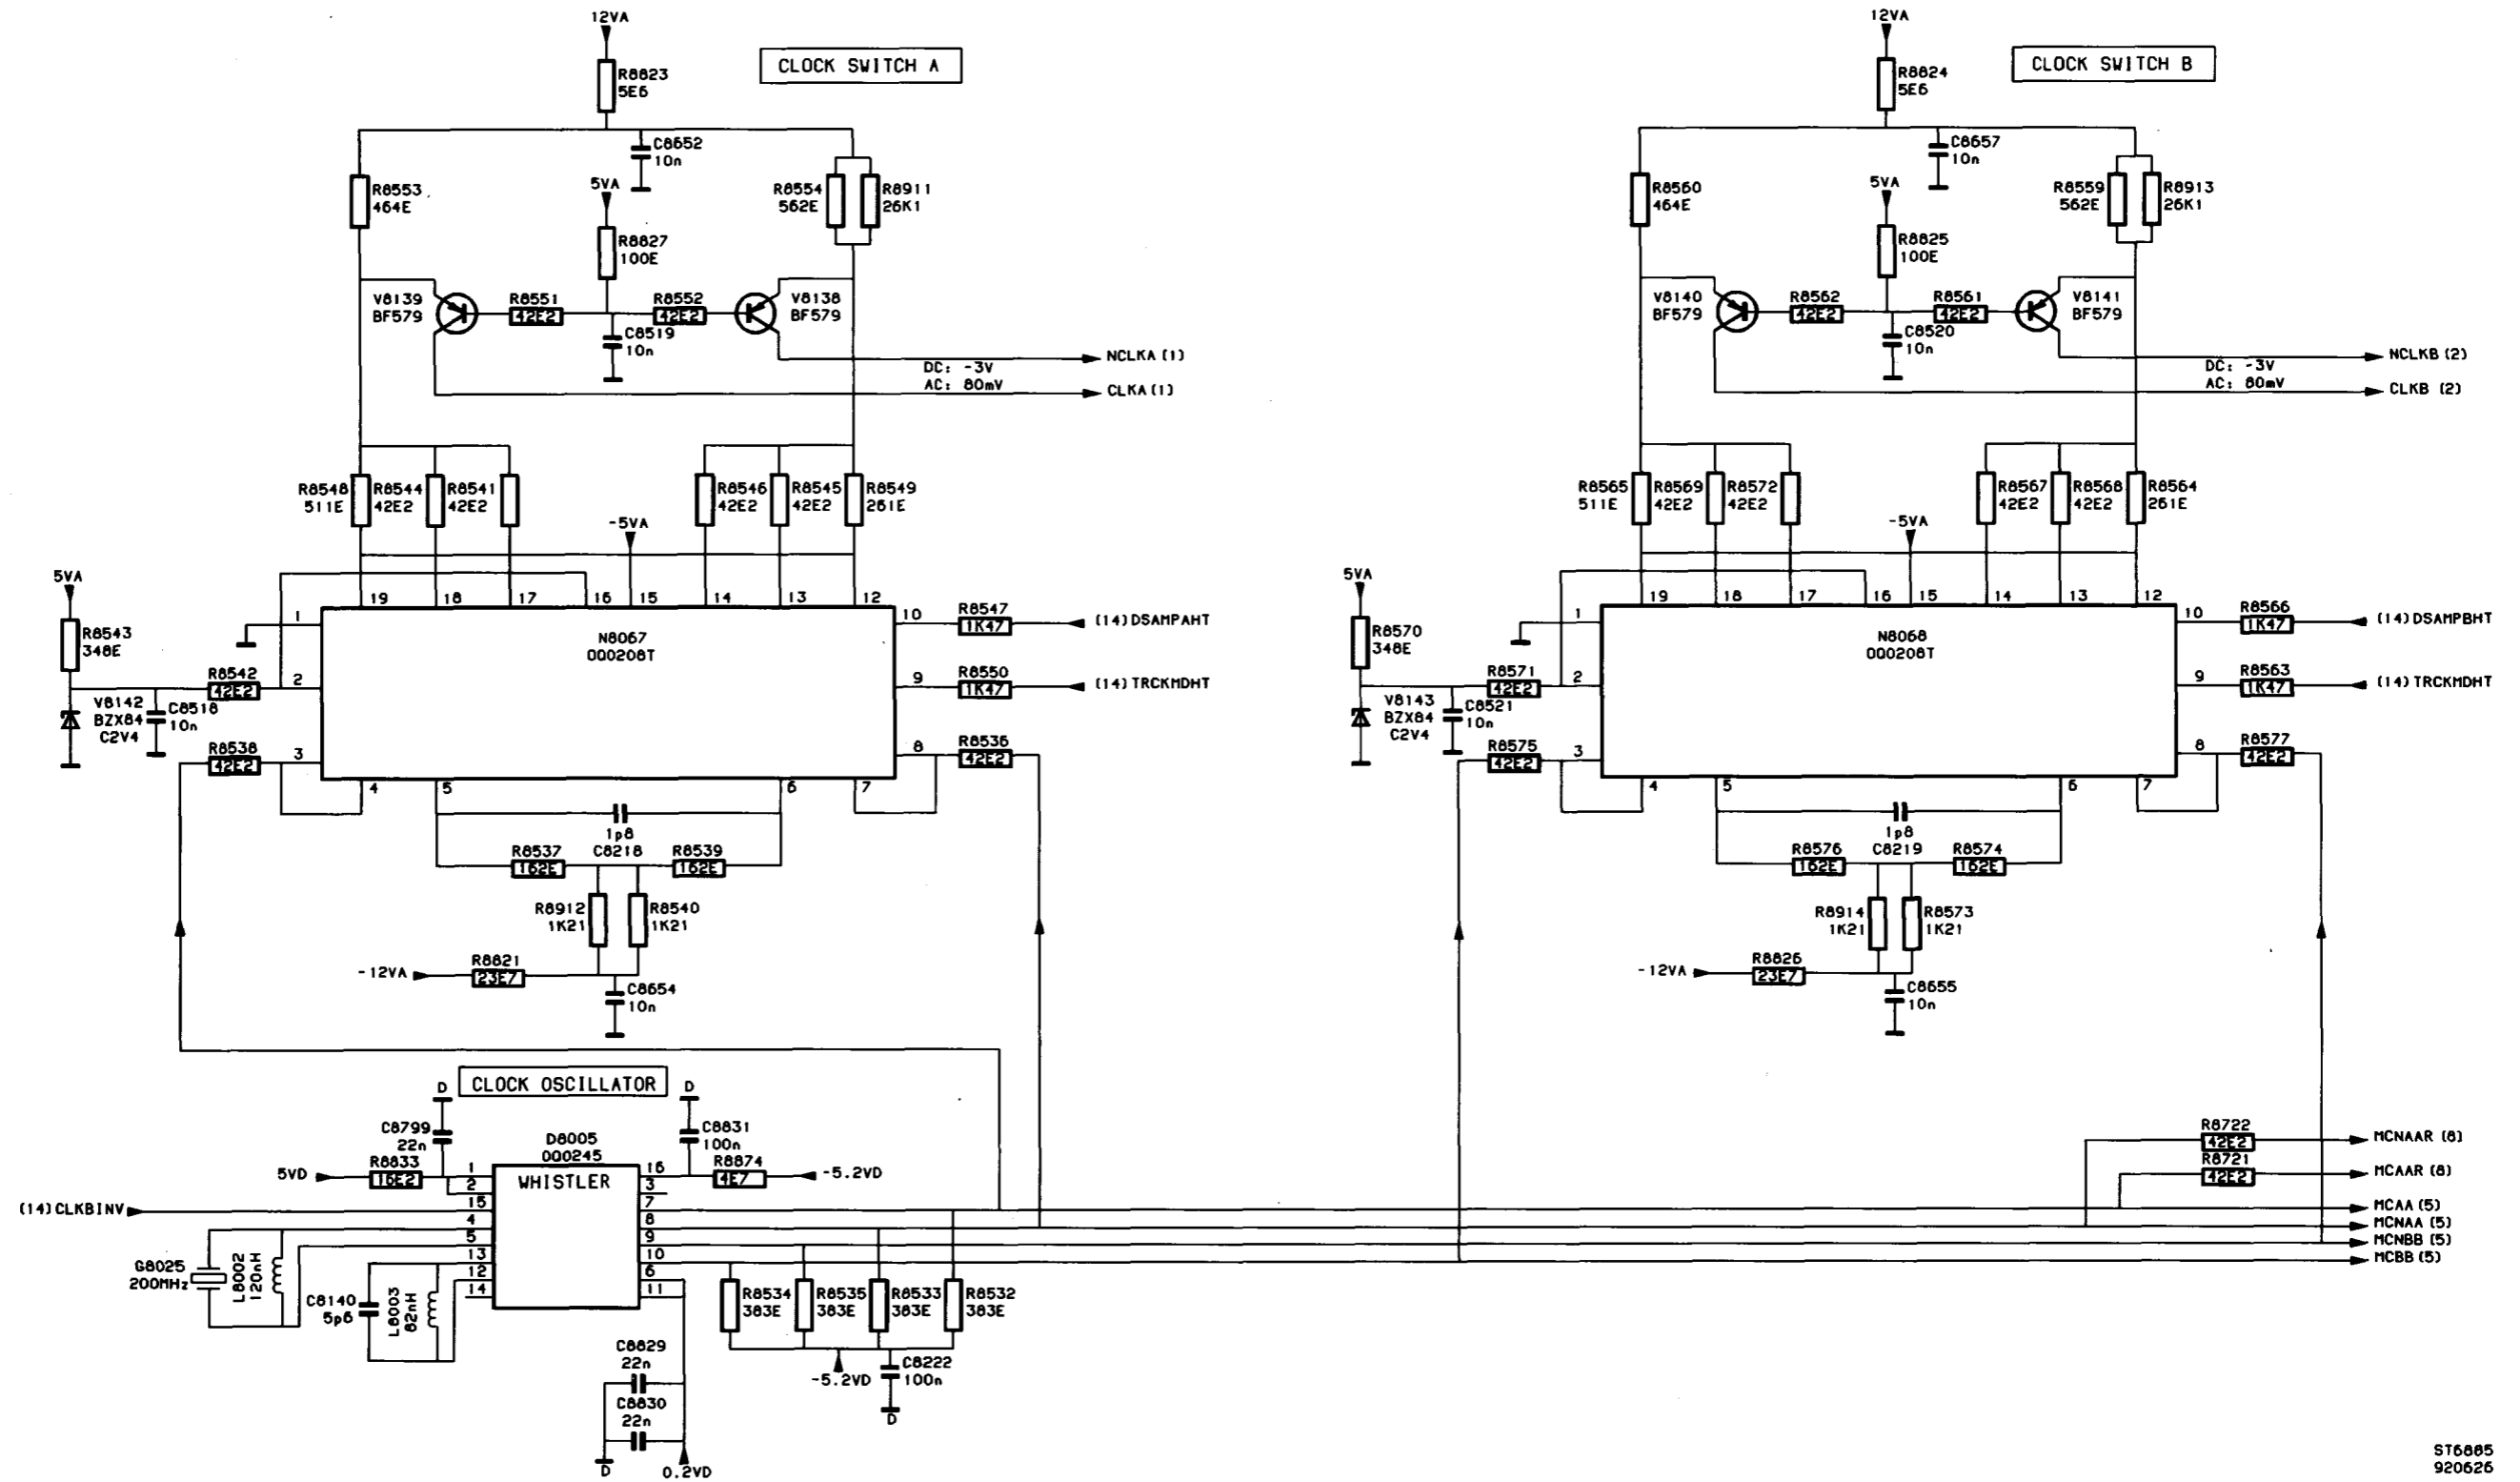 12VA
CLOCK SWITCH A
R8823
5E6
C8652
10n
R8553
464E
5VA
R8554
562E
R8911
26K1
R8827
100E
V8139
BF579
R8551
42E2
R8552
42E2
V8138
BF579
C8519
10n
NCLKA (1)
DC: -3V
AC: 80mV
CLKA (1)
R8548
511E
R8544
42E2
R8541
42E2
R8546
42E2
R8545
42E2
R8549
261E
-5VA
5VA
19
18
17
16
15
14
13
12
1
10
R8547
1K47
(14) DSAMPAHT
R8543
348E
N8067
OQ0208T
R8542
42E2
2
9
R8550
1K47
(14) TRCKMDHT
V8142
BZX84
C2V4
C8518
10n
R8538
42E2
3
8
R8536
42E2
4
5
6
7
1p8
C8218
R8537
162E
R8539
162E
R8912
1K21
R8540
1K21
-12VA
R8821
23E7
C8654
10n
12VA
CLOCK SWITCH B
R8824
5E6
C8657
10n
R8560
464E
5VA
R8559
562E
R8913
26K1
R8825
100E
V8140
BF579
R8562
42E2
R8561
42E2
V8141
BF579
C8520
10n
NCLKB (2)
DC: -3V
AC: 80mV
CLKB (2)
R8565
511E
R8569
42E2
R8572
42E2
R8567
42E2
R8568
42E2
R8564
261E
-5VA
5VA
19
18
17
16
15
14
13
12
1
10
R8566
1K47
(14) DSAMPBHT
R8570
348E
N8068
OQ0208T
R8571
42E2
2
9
R8563
1K47
(14) TRCKMDHT
V8143
BZX84
C2V4
C8521
10n
R8575
42E2
3
8
R8577
42E2
4
5
6
7
1p8
C8219
R8576
162E
R8574
162E
R8914
1K21
R8573
1K21
-12VA
R8826
23E7
C8655
10n
CLOCK OSCILLATOR
D
D
C8799
22n
D8005
OQ0245
C8831
100n
5VD
R8833
16E2
1
WHISTLER
16
R8874
4E7
-5.2VD
2
3
(14) CLKBINV
15
7
4
8
5
9
13
10
12
6
14
11
G8025
200MHz
L8002
120nH
C8140
5p6
L8003
82nH
R8534
383E
R8535
383E
R8533
383E
R8532
383E
C8829
22n
C8830
22n
D
0.2VD
-5.2VD
C8222
100n
D
R8722
42E2
MCNAAR (8)
R8721
42E2
MCAAR (8)
MCAA (5)
MCNAA (5)
MCNBB (5)
MCBB (5)
ST6885
920626